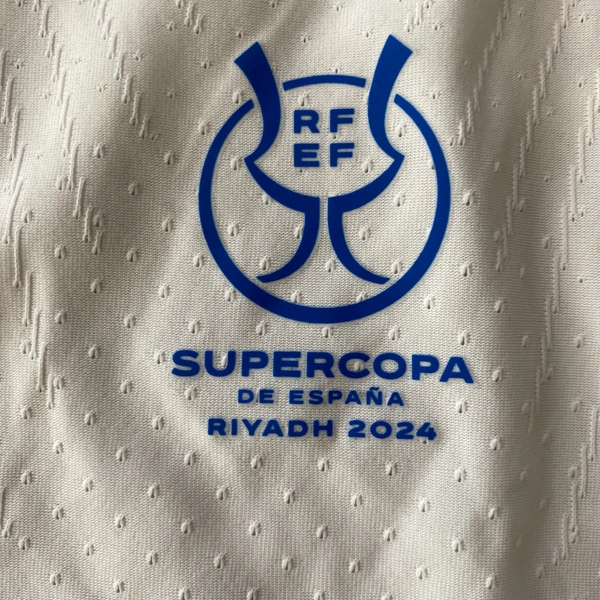 RF
EF
SUPERCOPA
DE ESPAÑA
RIYADH 2024